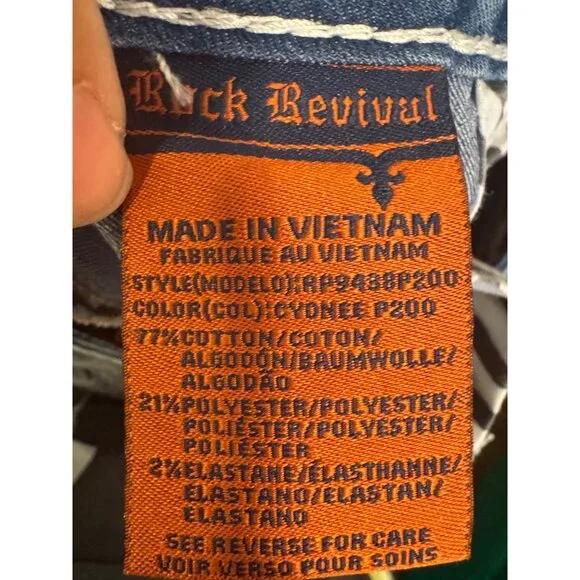 Rock Revival
MADE IN VIETNAM
FABRIQUE AU VIETNAM
STYLE(MODELO):RP9438P200
COLOR(COL):CYDNEE P200
77%COTTON/COTON/
ALGODÓN/BAUMWOLLE/
ALGODÃO
21%POLYESTER/POLYESTER/
POLIÉSTER/POLYESTER/
POLIÉSTER
2%ELASTANE/ÉLASTHANNE/
ELASTANO/ELASTAN/
ELASTANO
SEE REVERSE FOR CARE
VOIR VERSO POUR SOINS